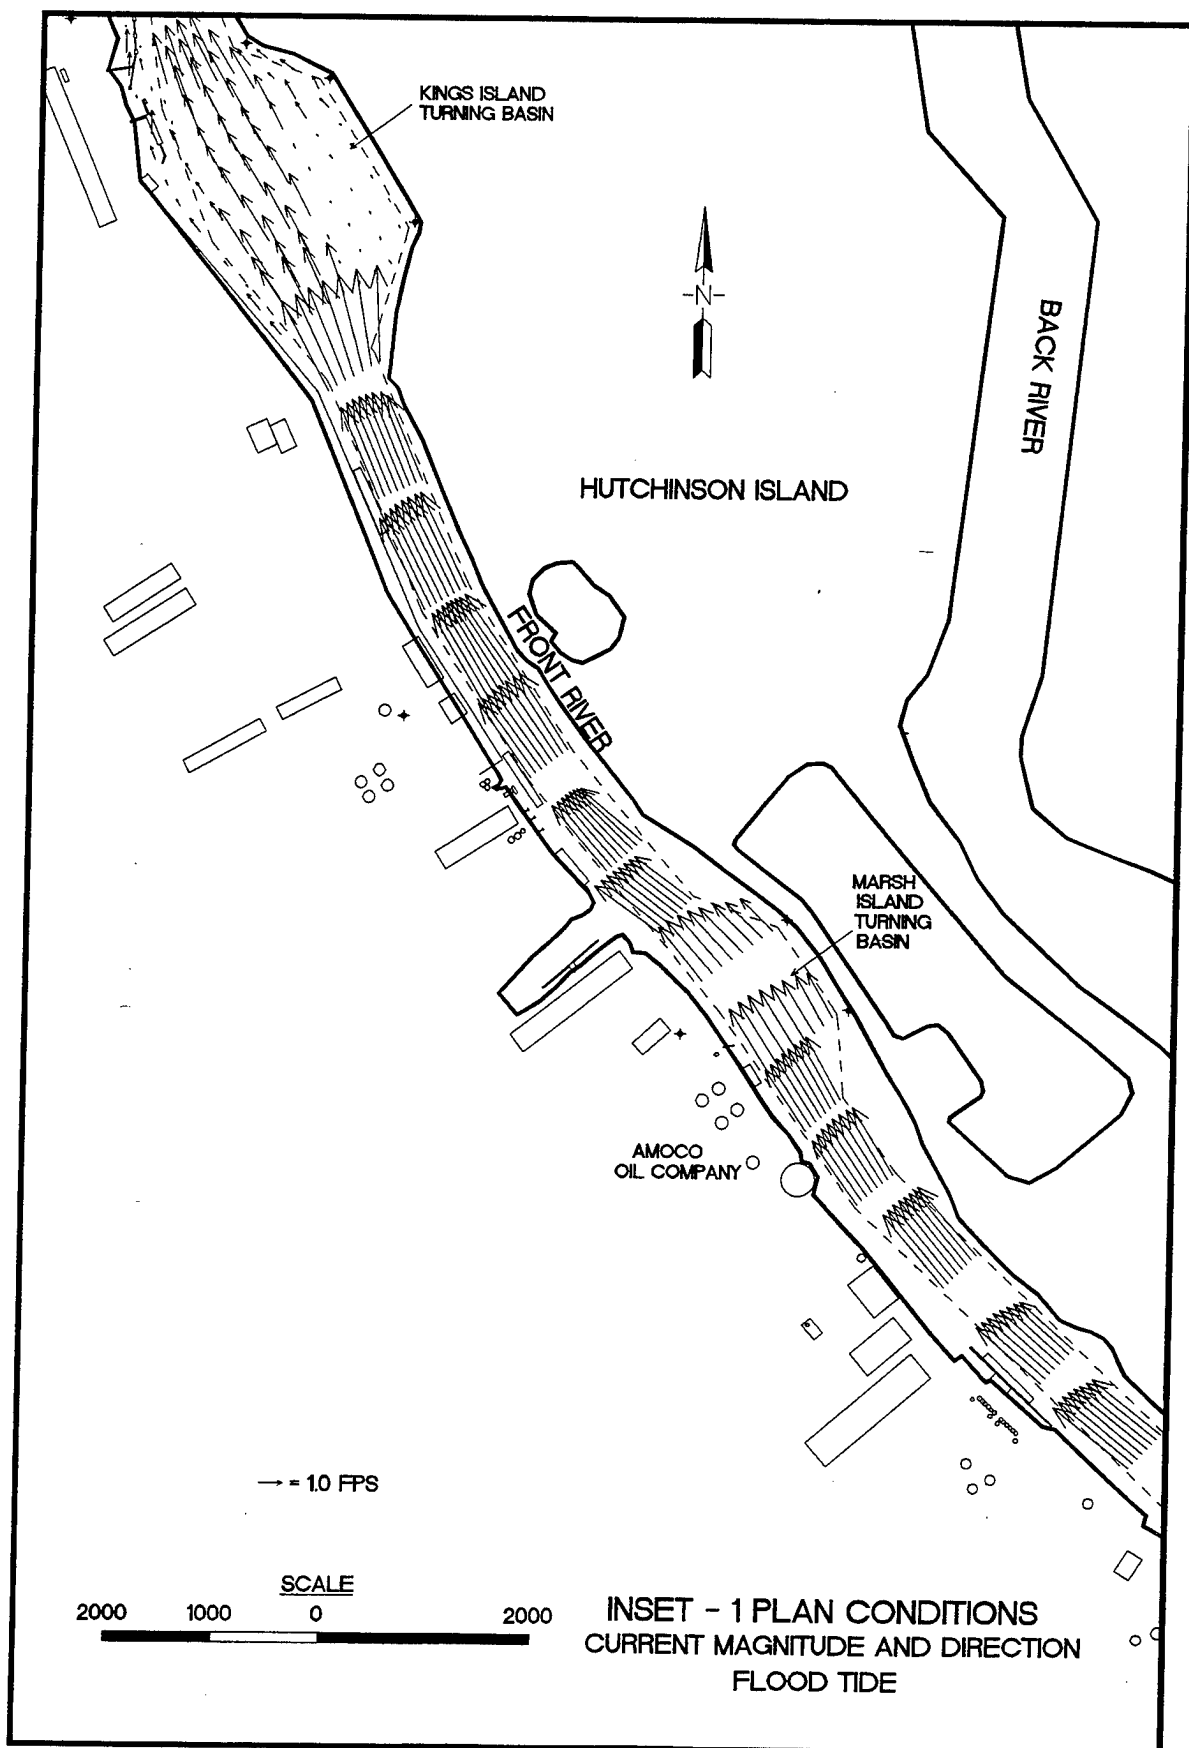 KINGS ISLAND
TURNING BASIN
-N-
BACK RIVER
HUTCHINSON ISLAND
FRONT RIVER
MARSH
ISLAND
TURNING
BASIN
AMOCO
OIL COMPANY
→ = 1.0 FPS
SCALE
2000 1000 0 2000
INSET - 1 PLAN CONDITIONS
CURRENT MAGNITUDE AND DIRECTION
FLOOD TIDE